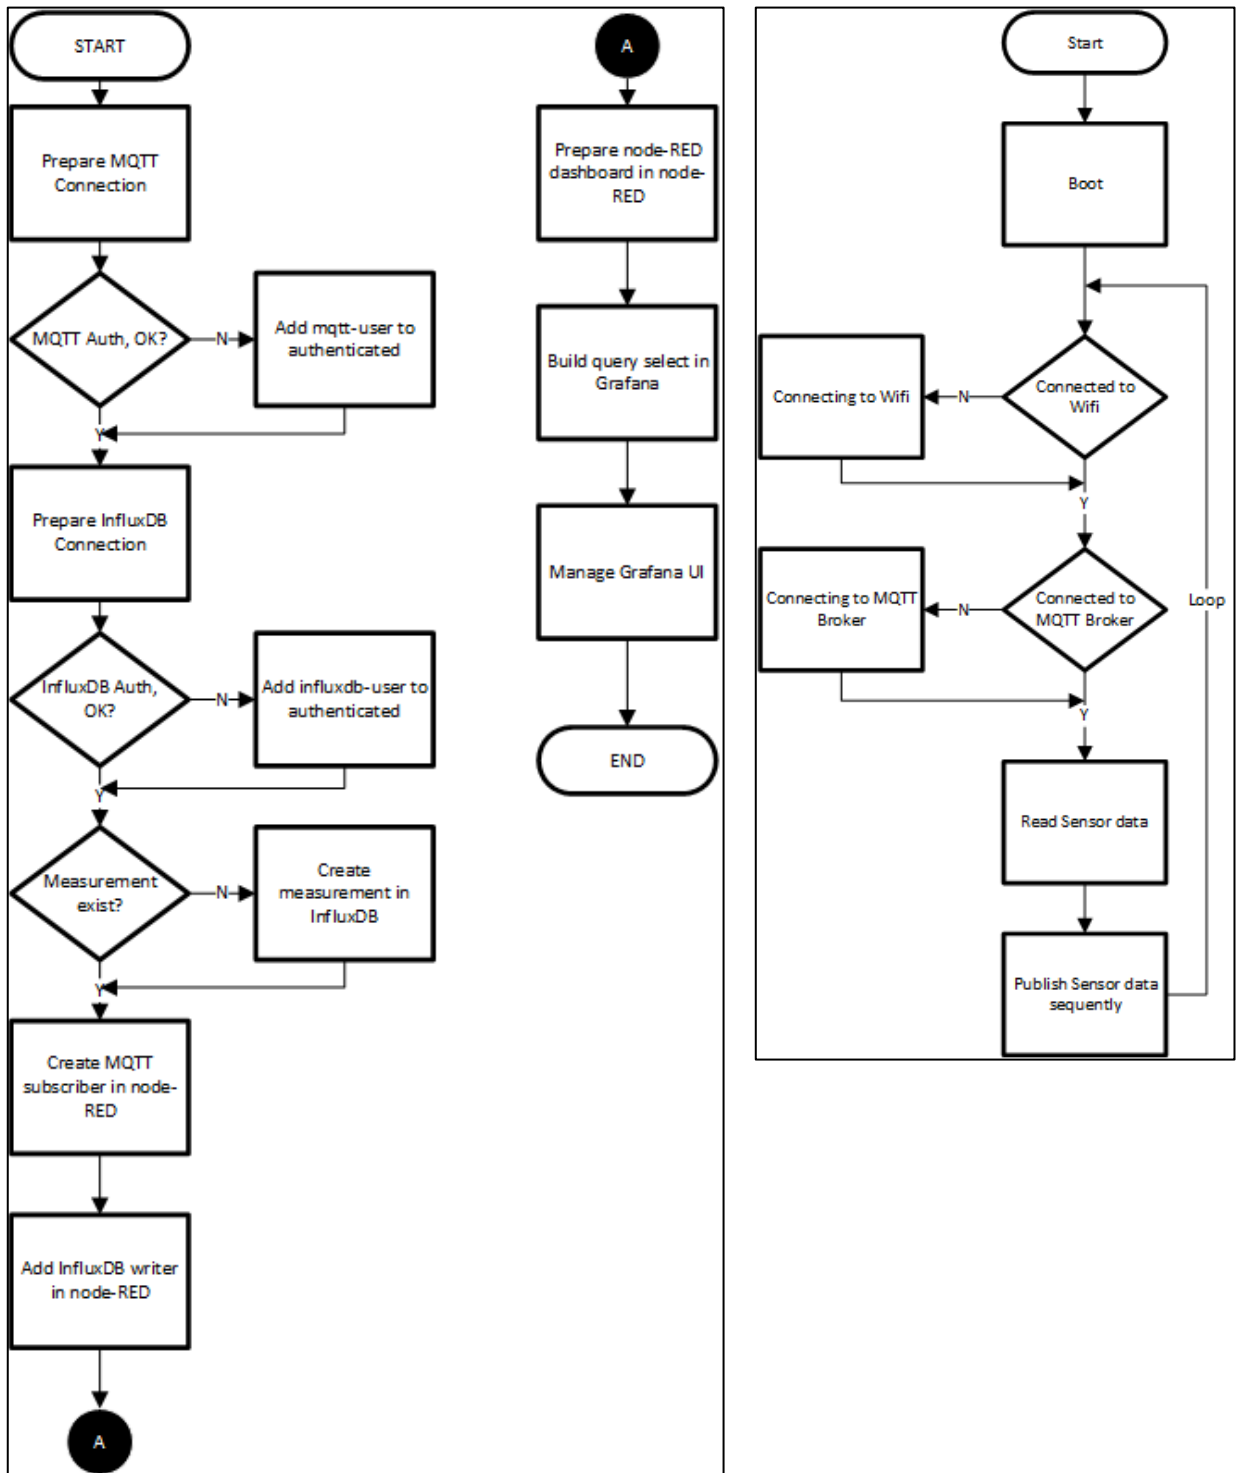 START
Prepare MQTT
Connection
MQTT Auth, OK?
N
Add mqtt-user to
authenticated
Y
Prepare InfluxDB
Connection
InfluxDB Auth,
OK?
N
Add influxdb-user to
authenticated
Y
Measurement
exist?
N
Create
measurement in
InfluxDB
Y
Create MQTT
subscriber in node-
RED
Add InfluxDB writer
in node-RED
A
A
Prepare node-RED
dashboard in node-
RED
Build query select in
Grafana
Manage Grafana UI
END
Start
Boot
Connected to
Wifi
N
Connecting to Wifi
Y
Connected to
MQTT Broker
N
Connecting to MQTT
Broker
Y
Read Sensor data
Publish Sensor data
sequently
Loop